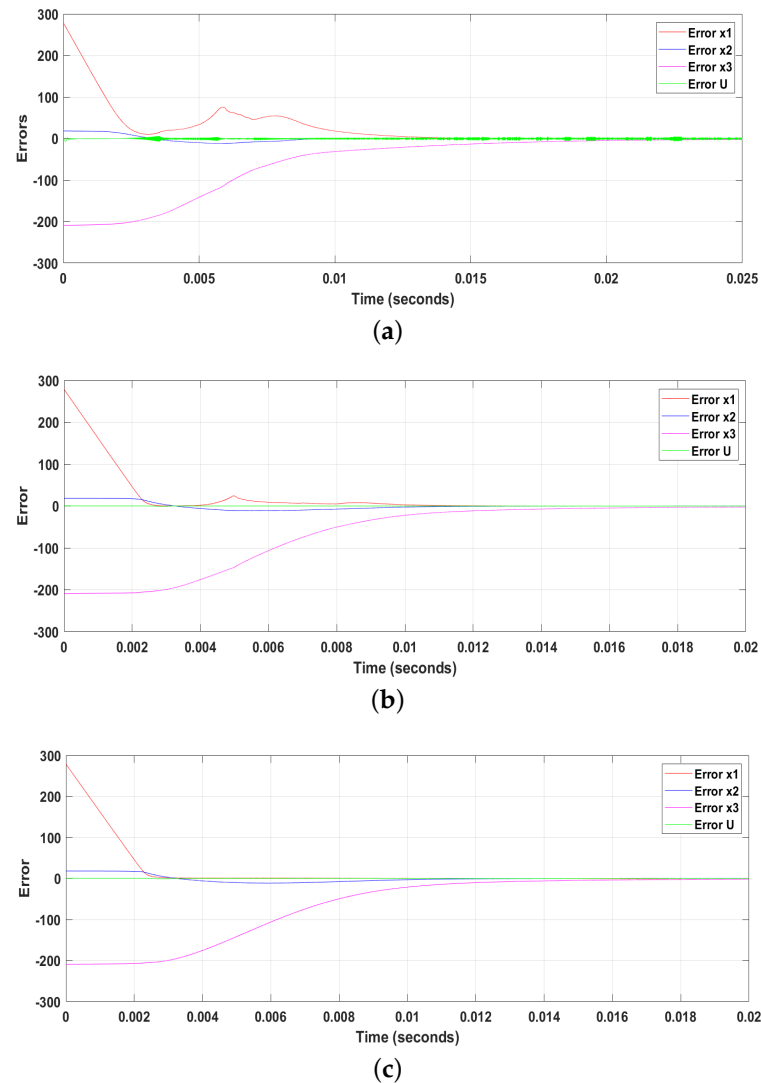 300
200
100
0
-100
-200
-300
Errors
Error x1
Error x2
Error x3
Error U
0 0.005 0.01 0.015 0.02 0.025
Time (seconds)
(a)
300
200
100
0
-100
-200
-300
Error
Error x1
Error x2
Error x3
Error U
0 0.002 0.004 0.006 0.008 0.01 0.012 0.014 0.016 0.018 0.02
Time (seconds)
(b)
300
200
100
0
-100
-200
-300
Error
Error x1
Error x2
Error x3
Error U
0 0.002 0.004 0.006 0.008 0.01 0.012 0.014 0.016 0.018 0.02
Time (seconds)
(c)